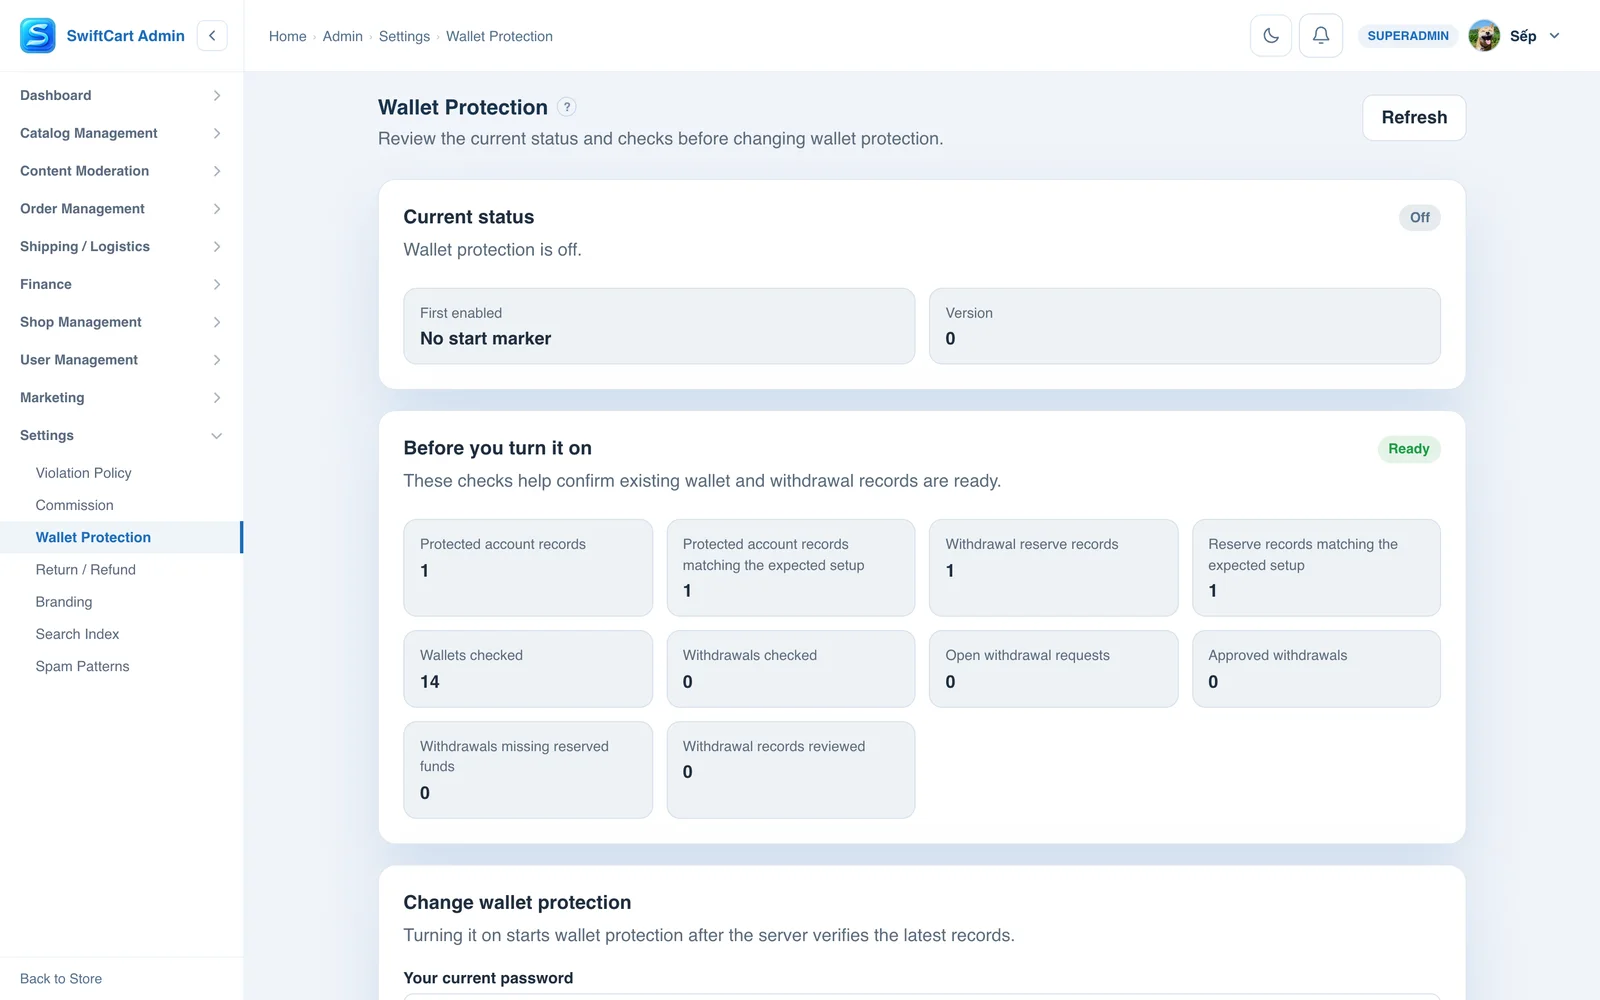 SwiftCart Admin
Home › Admin › Settings › Wallet Protection
SUPERADMIN
Sếp
Dashboard
Catalog Management
Content Moderation
Order Management
Shipping / Logistics
Finance
Shop Management
User Management
Marketing
Settings
Violation Policy
Commission
Wallet Protection
Return / Refund
Branding
Search Index
Spam Patterns
Back to Store
Wallet Protection ?
Review the current status and checks before changing wallet protection.
Refresh
Current status
Off
Wallet protection is off.
First enabled
No start marker
Version
0
Before you turn it on
Ready
These checks help confirm existing wallet and withdrawal records are ready.
Protected account records
1
Protected account records
matching the expected setup
1
Withdrawal reserve records
1
Reserve records matching the
expected setup
1
Wallets checked
14
Withdrawals checked
0
Open withdrawal requests
0
Approved withdrawals
0
Withdrawals missing reserved
funds
0
Withdrawal records reviewed
0
Change wallet protection
Turning it on starts wallet protection after the server verifies the latest records.
Your current password